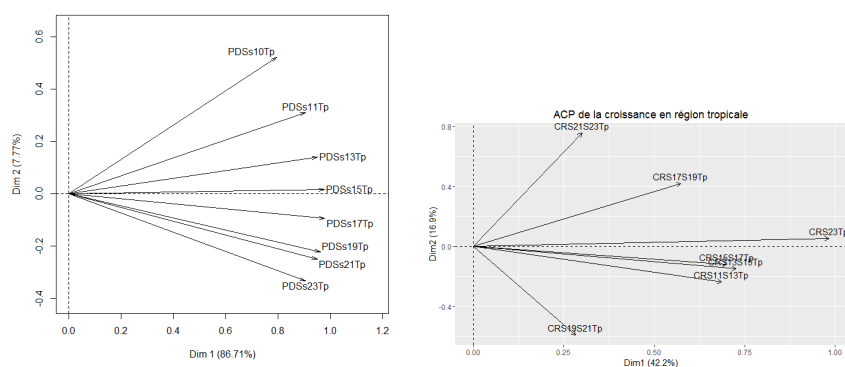 PDSs10Tp
PDSs11Tp
PDSs13Tp
PDSs15Tp
PDSs17Tp
PDSs19Tp
PDSs21Tp
PDSs23Tp
0.6
0.4
0.2
0.0
-0.2
-0.4
Dim 2 (7.77%)
0.0 0.2 0.4 0.6 0.8 1.0 1.2
Dim 1 (86.71%)
ACP de la croissance en région tropicale
CRS21S23Tp
CRS17S19Tp
CRS23Tp
CRS15S17Tp
CRS13S15Tp
CRS11S13Tp
CRS19S21Tp
0.8
0.4
0.0
-0.4
Dim2 (16.9%)
0.00 0.25 0.50 0.75 1.00
Dim1 (42.2%)